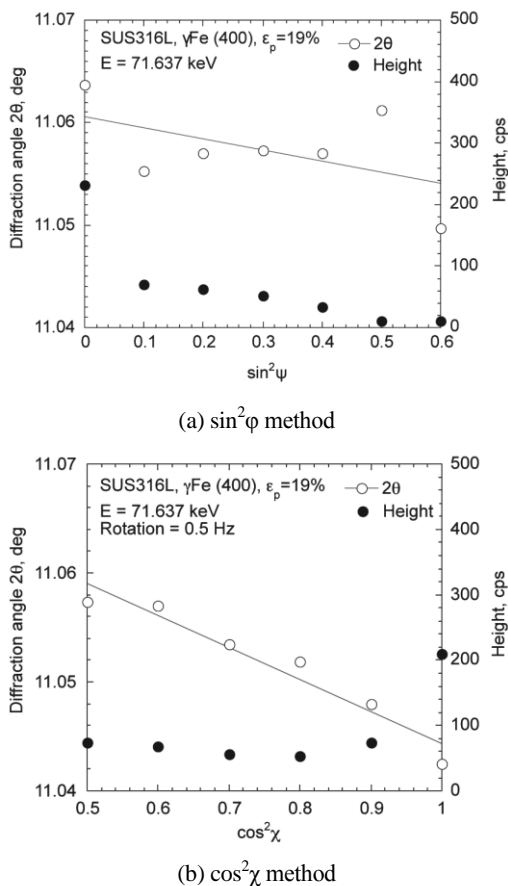 SUS316L, γFe (400), εp=19%
E = 71.637 keV
2θ
Height
Diffraction angle 2θ, deg
11.07
11.06
11.05
11.04
Height, cps
500
400
300
200
100
0
0 0.1 0.2 0.3 0.4 0.5 0.6
sin²ψ
(a) sin²φ method
SUS316L, γFe (400), εp=19%
E = 71.637 keV
Rotation = 0.5 Hz
2θ
Height
Diffraction angle 2θ, deg
11.07
11.06
11.05
11.04
Height, cps
500
400
300
200
100
0
0.5 0.6 0.7 0.8 0.9 1
cos²χ
(b) cos²χ method